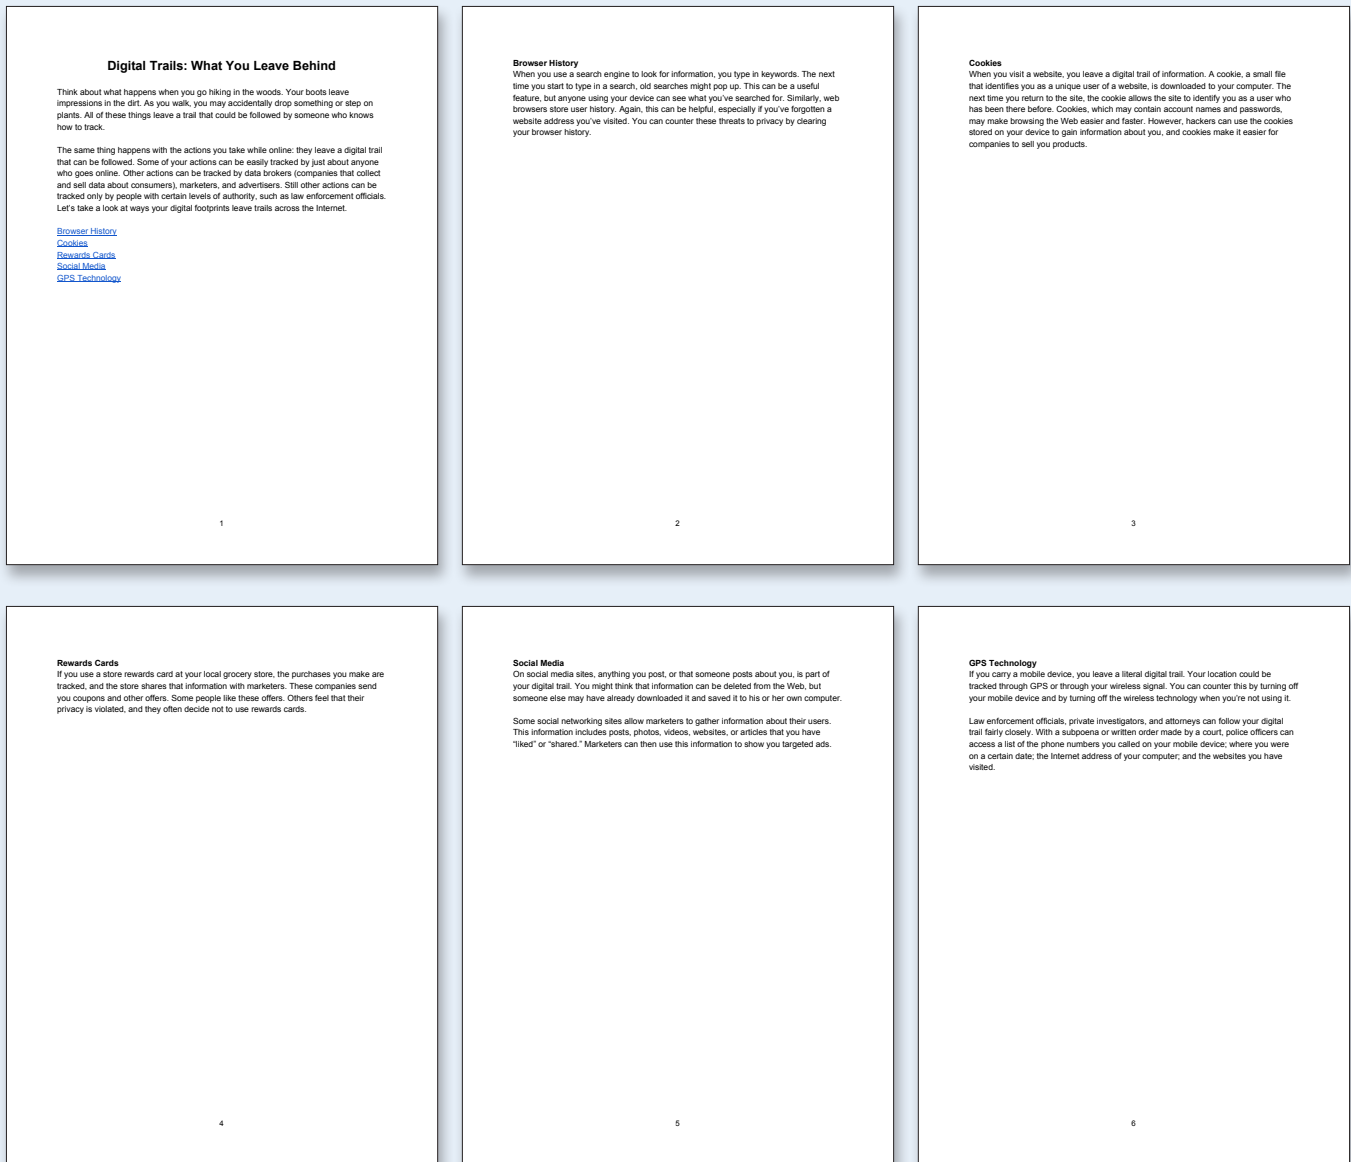 Digital Trails: What You Leave Behind
Think about what happens when you go hiking in the woods. Your boots leave
impressions in the dirt. As you walk, you may accidentally drop something or step on
plants. All of these things leave a trail that could be followed by someone who knows
how to track.
The same thing happens with the actions you take while online: they leave a digital trail
that can be followed. Some of your actions can be easily tracked by just about anyone
who goes online. Other actions can be tracked by data brokers (companies that collect
and sell data about consumers), marketers, and advertisers. Still other actions can be
tracked only by people with certain levels of authority, such as law enforcement officials.
Let's take a look at ways your digital footprints leave trails across the Internet.
Browser History
Cookies
Rewards Cards
Social Media
GPS Technology
1
Browser History
When you use a search engine to look for information, you type in keywords. The next
time you start to type in a search, old searches might pop up. This can be a useful
feature, but anyone using your device can see what you've searched for. Similarly, web
browsers store user history. Again, this can be helpful, especially if you've forgotten a
website address you've visited. You can counter these threats to privacy by clearing
your browser history.
2
Cookies
When you visit a website, you leave a digital trail of information. A cookie, a small file
that identifies you as a unique user of a website, is downloaded to your computer. The
next time you return to the site, the cookie allows the site to identify you as a user who
has been there before. Cookies, which may contain account names and passwords,
may make browsing the Web easier and faster. However, hackers can use the cookies
stored on your device to gain information about you, and cookies make it easier for
companies to sell you products.
3
Rewards Cards
If you use a store rewards card at your local grocery store, the purchases you make are
tracked, and the store shares that information with marketers. These companies send
you coupons and other offers. Some people like these offers. Others feel that their
privacy is violated, and they often decide not to use rewards cards.
4
Social Media
On social media sites, anything you post, or that someone posts about you, is part of
your digital trail. You might think that information can be deleted from the Web, but
someone else may have already downloaded it and saved it to his or her own computer.
Some social networking sites allow marketers to gather information about their users.
This information includes posts, photos, videos, websites, or articles that you have
“liked” or “shared.” Marketers can then use this information to show you targeted ads.
5
GPS Technology
If you carry a mobile device, you leave a literal digital trail. Your location could be
tracked through GPS or through your wireless signal. You can counter this by turning off
your mobile device and by turning off the wireless technology when you're not using it.
Law enforcement officials, private investigators, and attorneys can follow your digital
trail fairly closely. With a subpoena or written order made by a court, police officers can
access a list of the phone numbers you called on your mobile device; where you were
on a certain date; the Internet address of your computer; and the websites you have
visited.
6